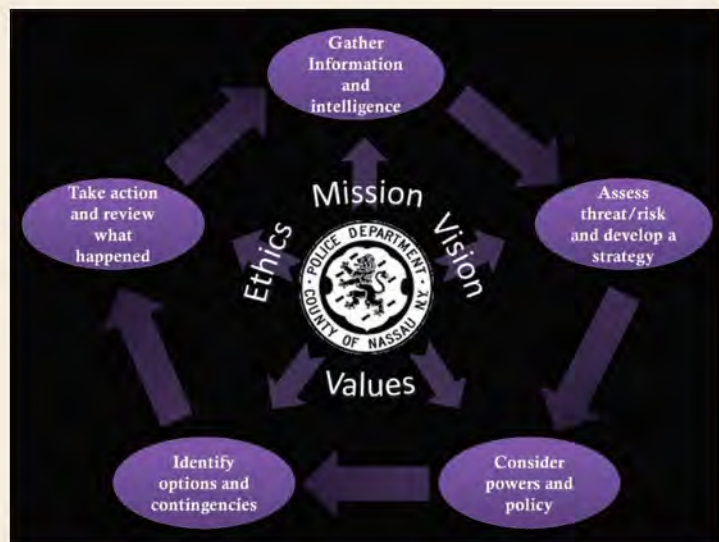 Gather
Information
and
intelligence
Assess
threat/risk
and develop a
strategy
Consider
powers and
policy
Identify
options and
contingencies
Take action
and review
what
happened
Ethics
Mission
Vision
Values
· POLICE DEPARTMENT ·
COUNTY OF NASSAU N.Y.